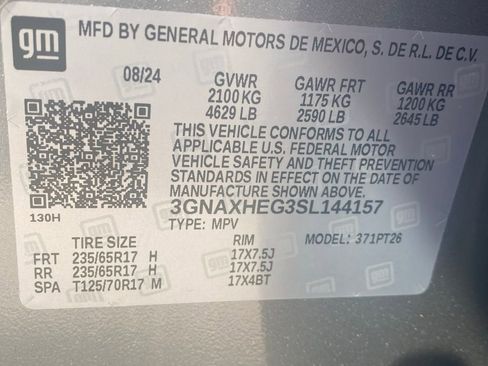 gm
MFD BY GENERAL MOTORS DE MEXICO, S. DE R.L. DE C.V.
08/24 GVWR GAWR FRT GAWR RR
2100 KG 1175 KG 1200 KG
4629 LB 2590 LB 2645 LB
THIS VEHICLE CONFORMS TO ALL
APPLICABLE U.S. FEDERAL MOTOR
VEHICLE SAFETY AND THEFT PREVENTION
STANDARDS IN EFFECT ON THE DATE OF
MANUFACTURE SHOWN ABOVE.
3GNAXHEG3SL144157
130H TYPE: MPV MODEL: 371PT26
TIRE SIZE RIM
FRT 235/65R17 H 17X7.5J
RR 235/65R17 H 17X7.5J
SPA T125/70R17 M 17X4BT